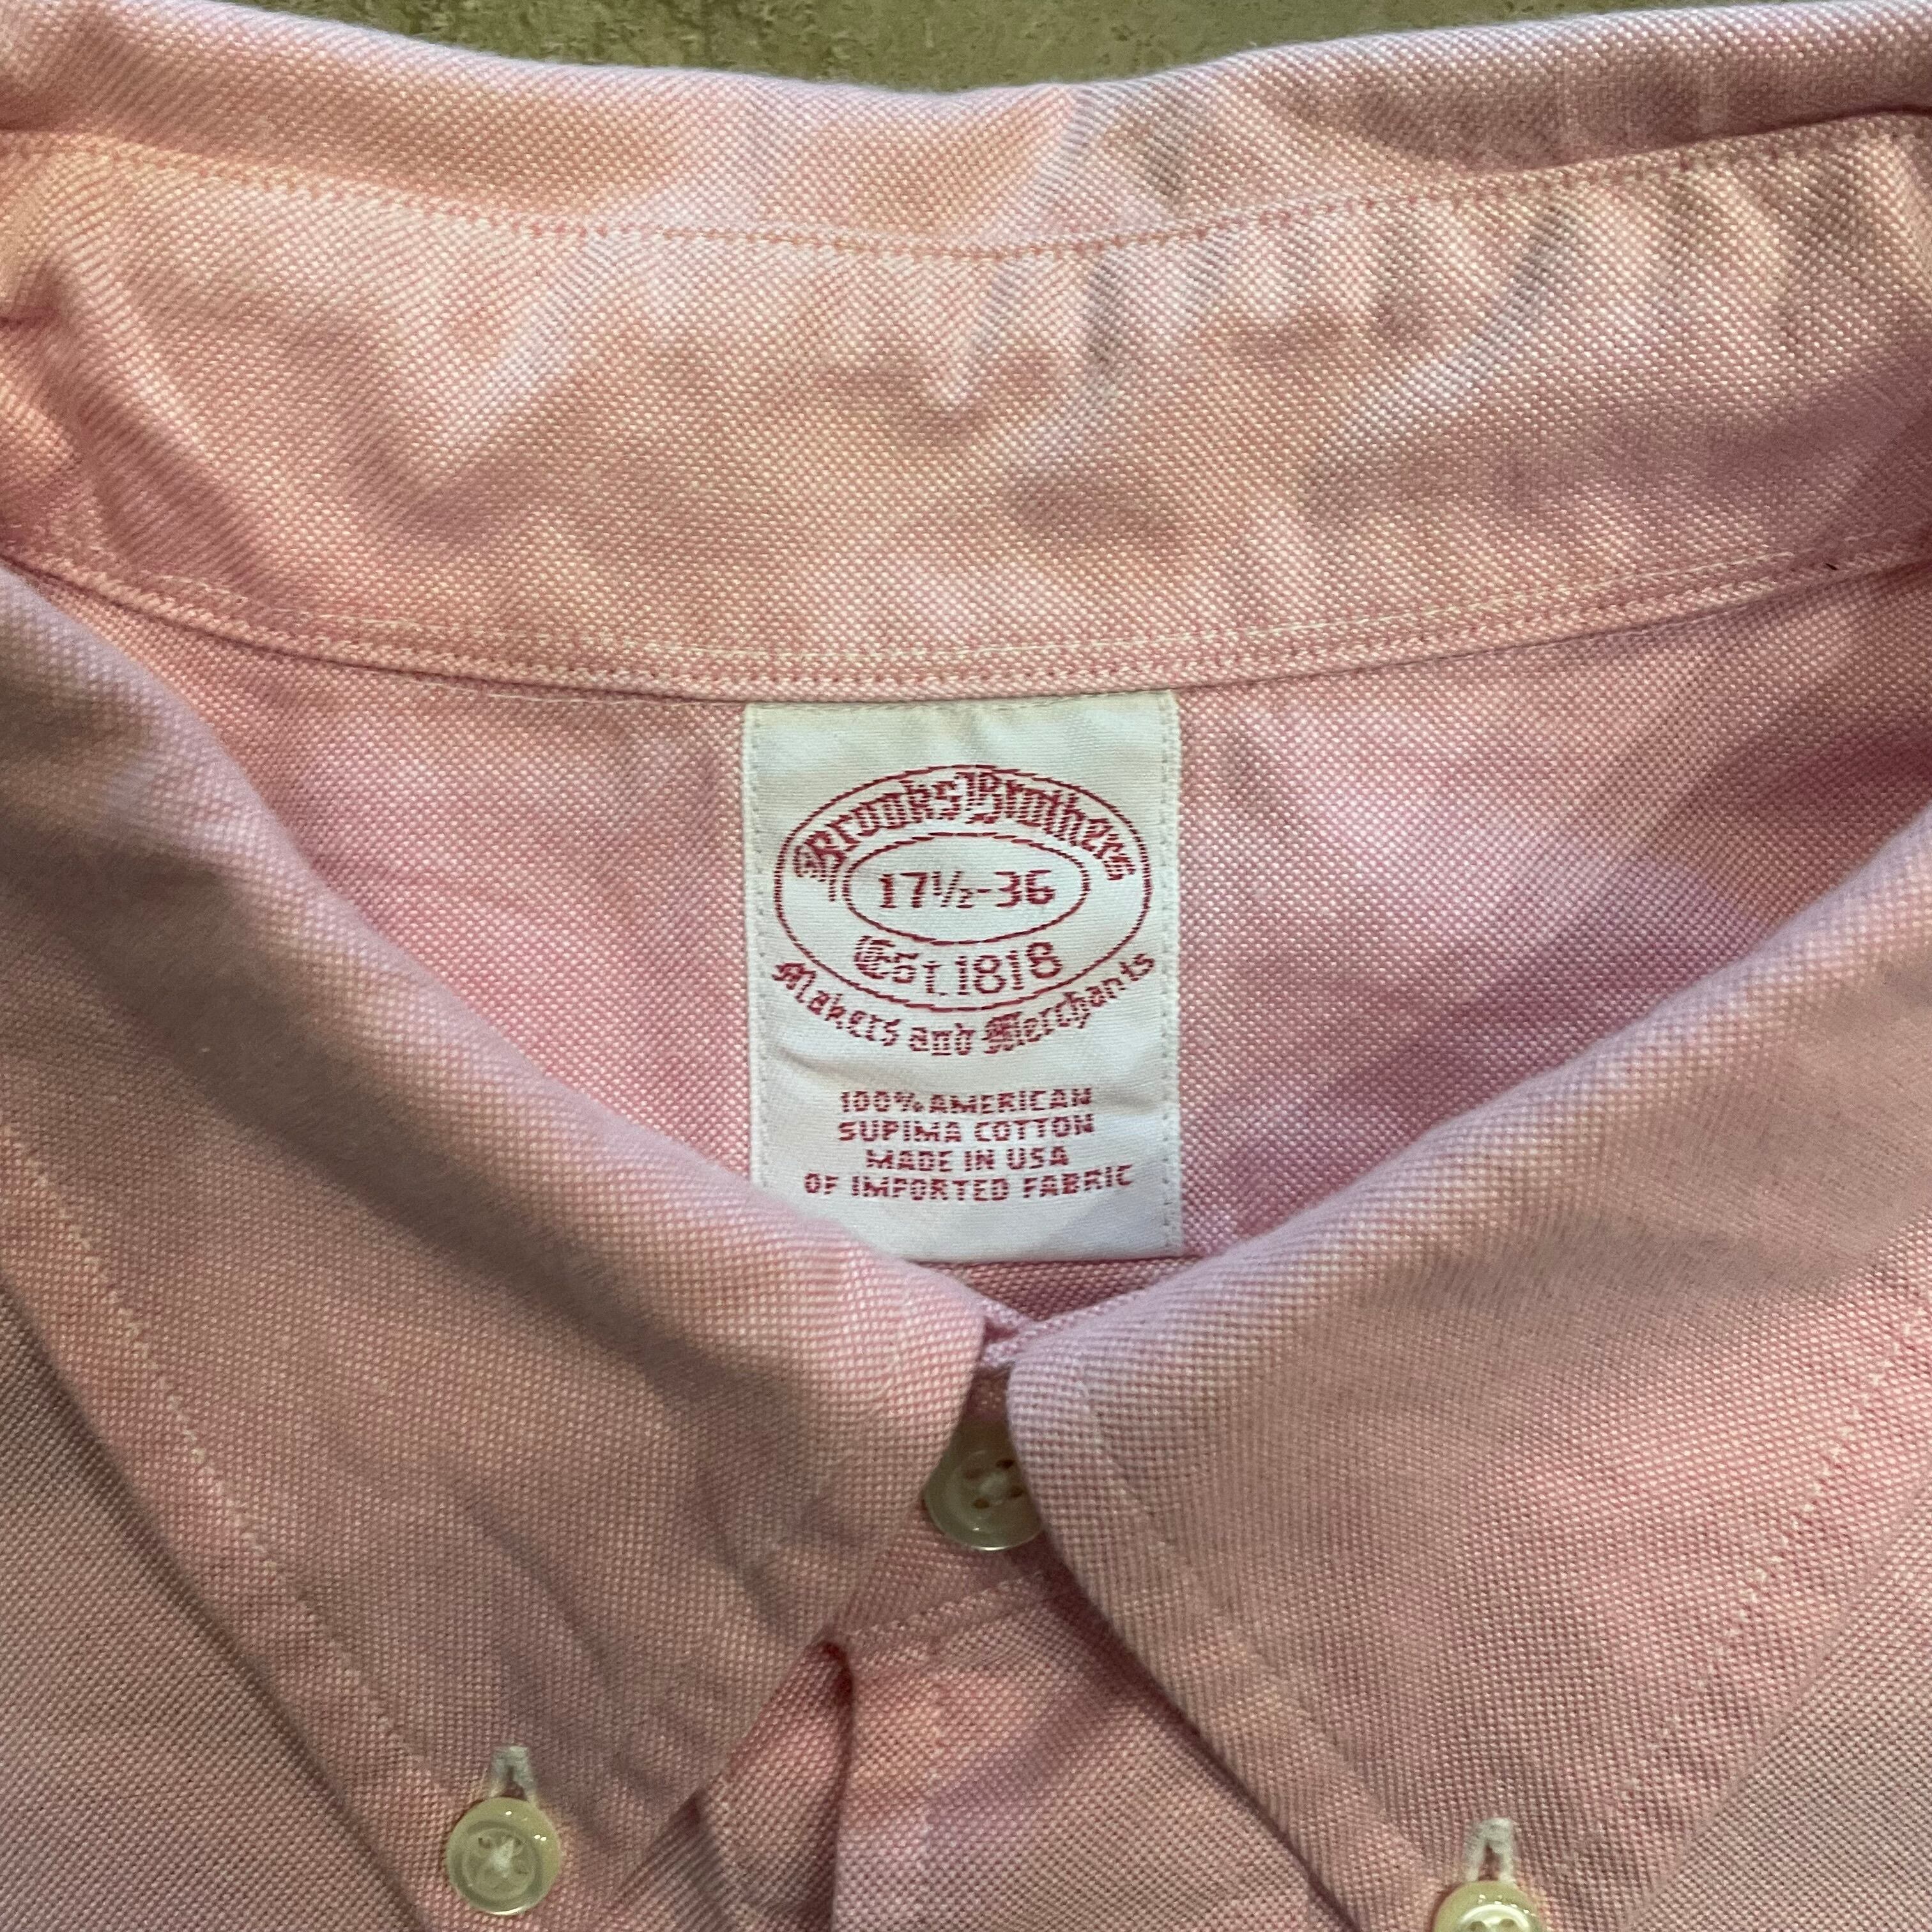 Brooks Brothers
17½-36
Est. 1818
Makers and Merchants
100% AMERICAN
SUPIMA COTTON
MADE IN USA
OF IMPORTED FABRIC